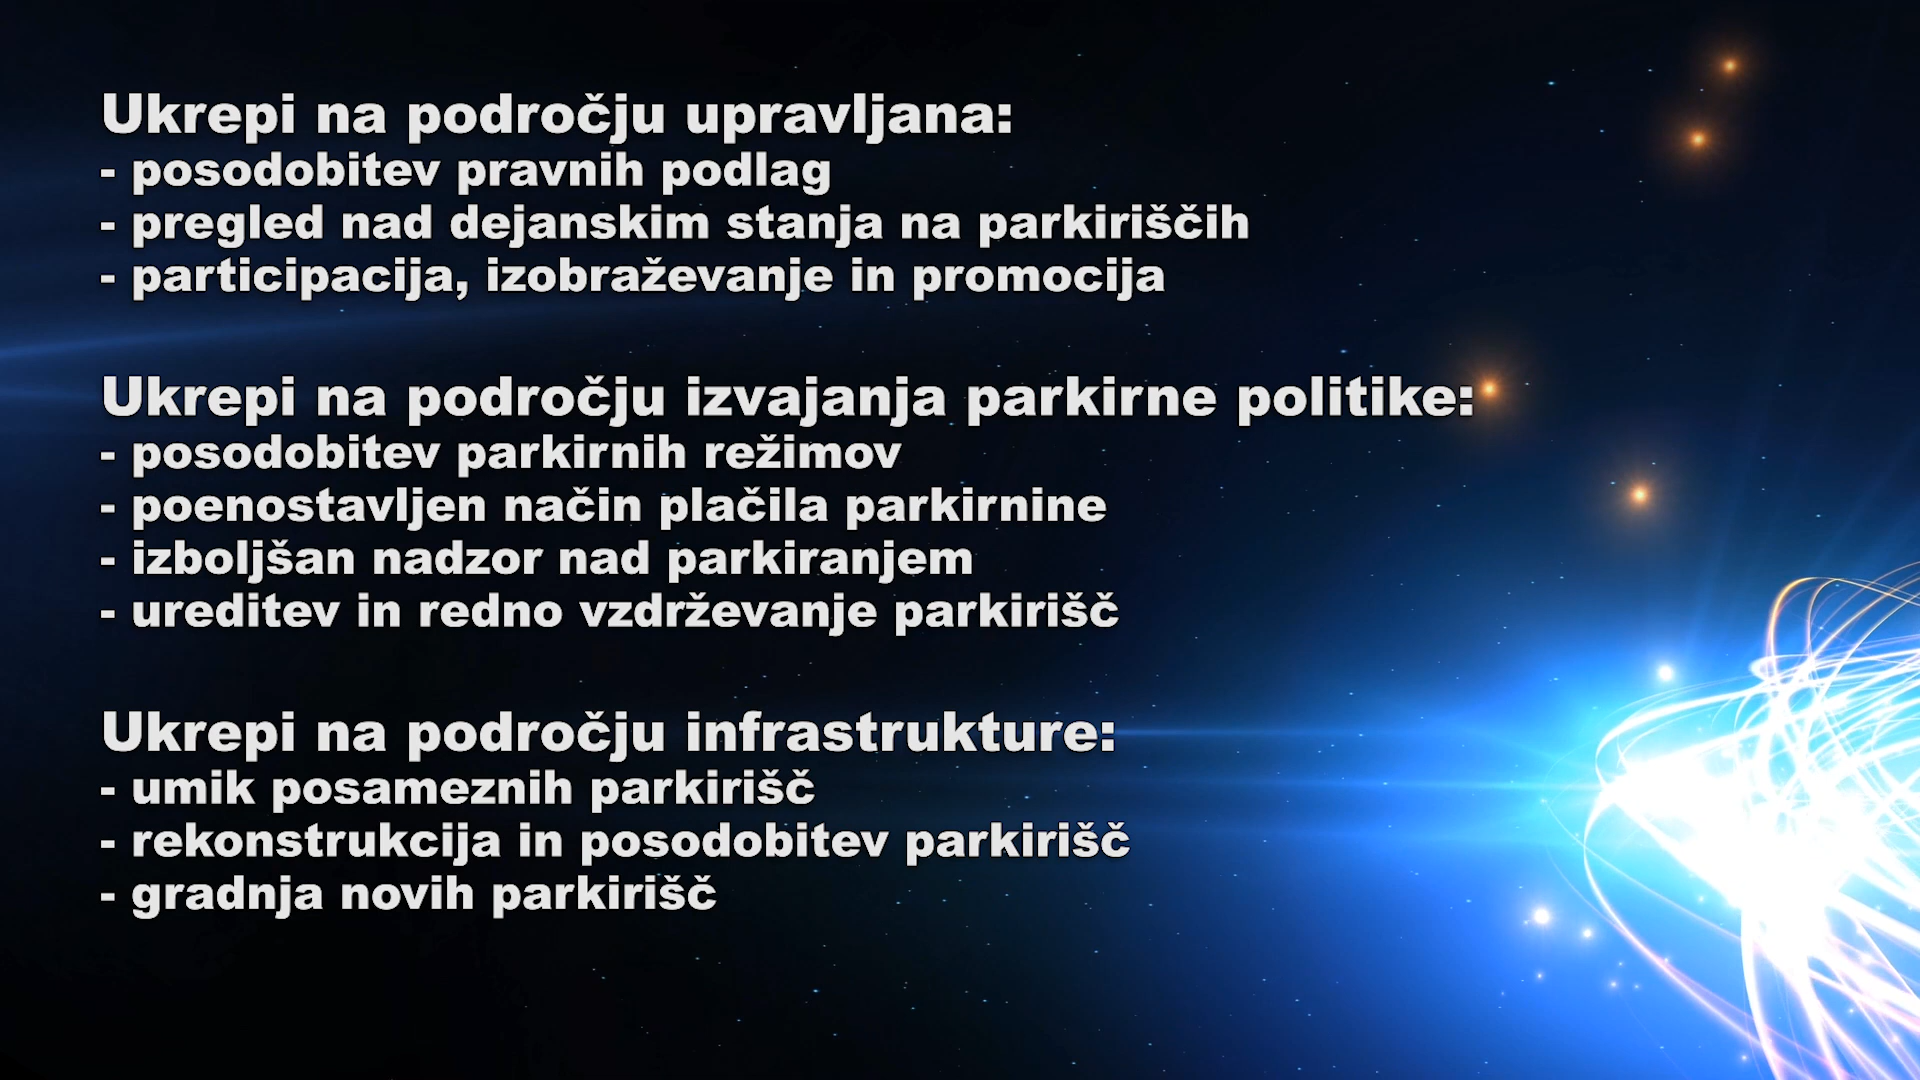 Ukrepi na področju upravljana:
- posodobitev pravnih podlag
- pregled nad dejanskim stanja na parkiriščih
- participacija, izobraževanje in promocija
Ukrepi na področju izvajanja parkirne politike:
- posodobitev parkirnih režimov
- poenostavljen način plačila parkirnine
- izboljšan nadzor nad parkiranjem
- ureditev in redno vzdrževanje parkirišč
Ukrepi na področju infrastrukture:
- umik posameznih parkirišč
- rekonstrukcija in posodobitev parkirišč
- gradnja novih parkirišč